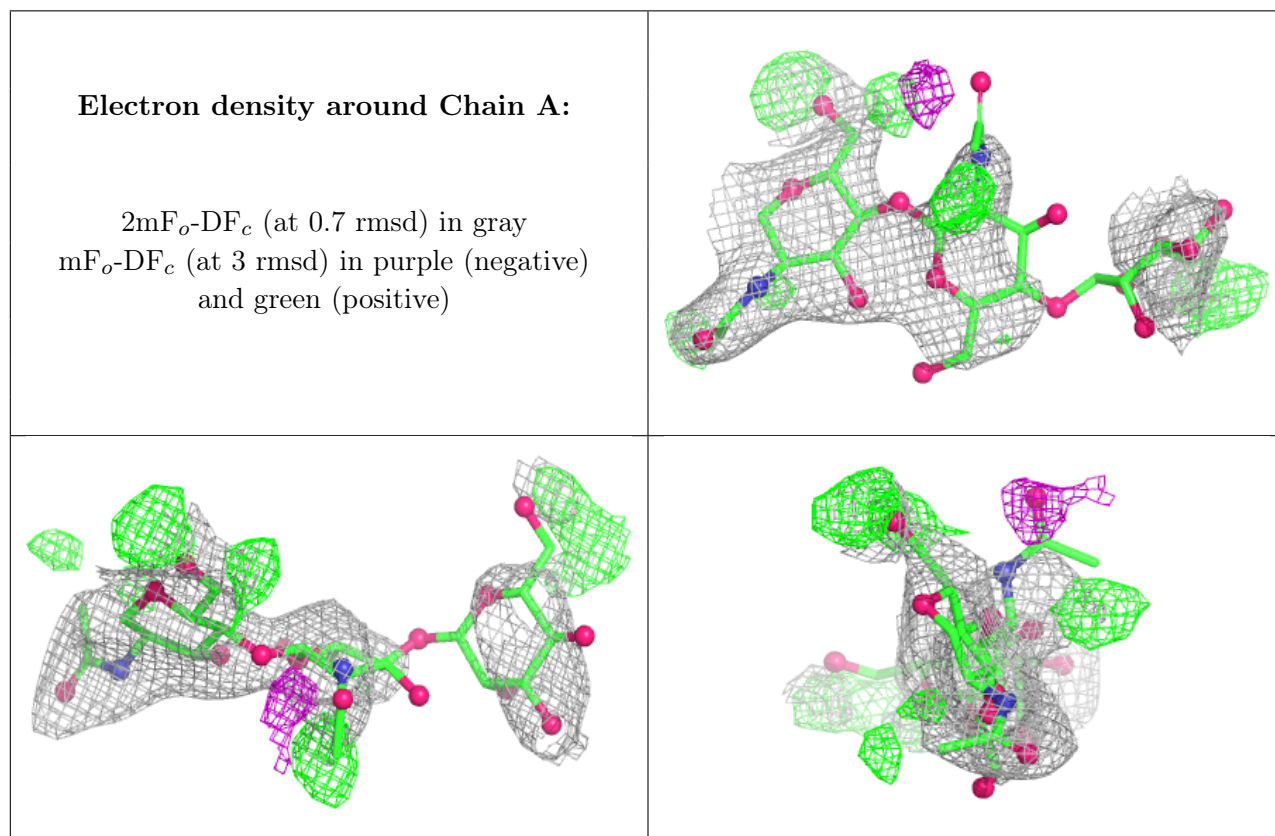 Electron density around Chain A:
2mFo-DFc (at 0.7 rmsd) in gray
mFo-DFc (at 3 rmsd) in purple (negative)
and green (positive)